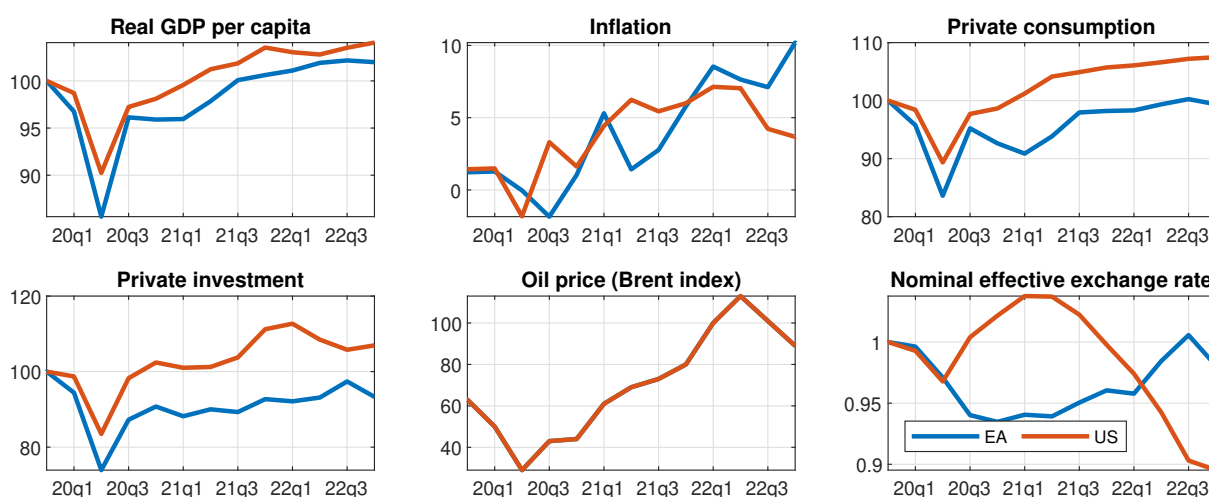 Real GDP per capita
100
95
90
20q1 20q3 21q1 21q3 22q1 22q3
Inflation
10
5
0
20q1 20q3 21q1 21q3 22q1 22q3
Private consumption
110
100
90
80
20q1 20q3 21q1 21q3 22q1 22q3
Private investment
120
100
80
20q1 20q3 21q1 21q3 22q1 22q3
Oil price (Brent index)
100
80
60
40
20q1 20q3 21q1 21q3 22q1 22q3
Nominal effective exchange rate
1
0.95
0.9
EA US
20q1 20q3 21q1 21q3 22q1 22q3